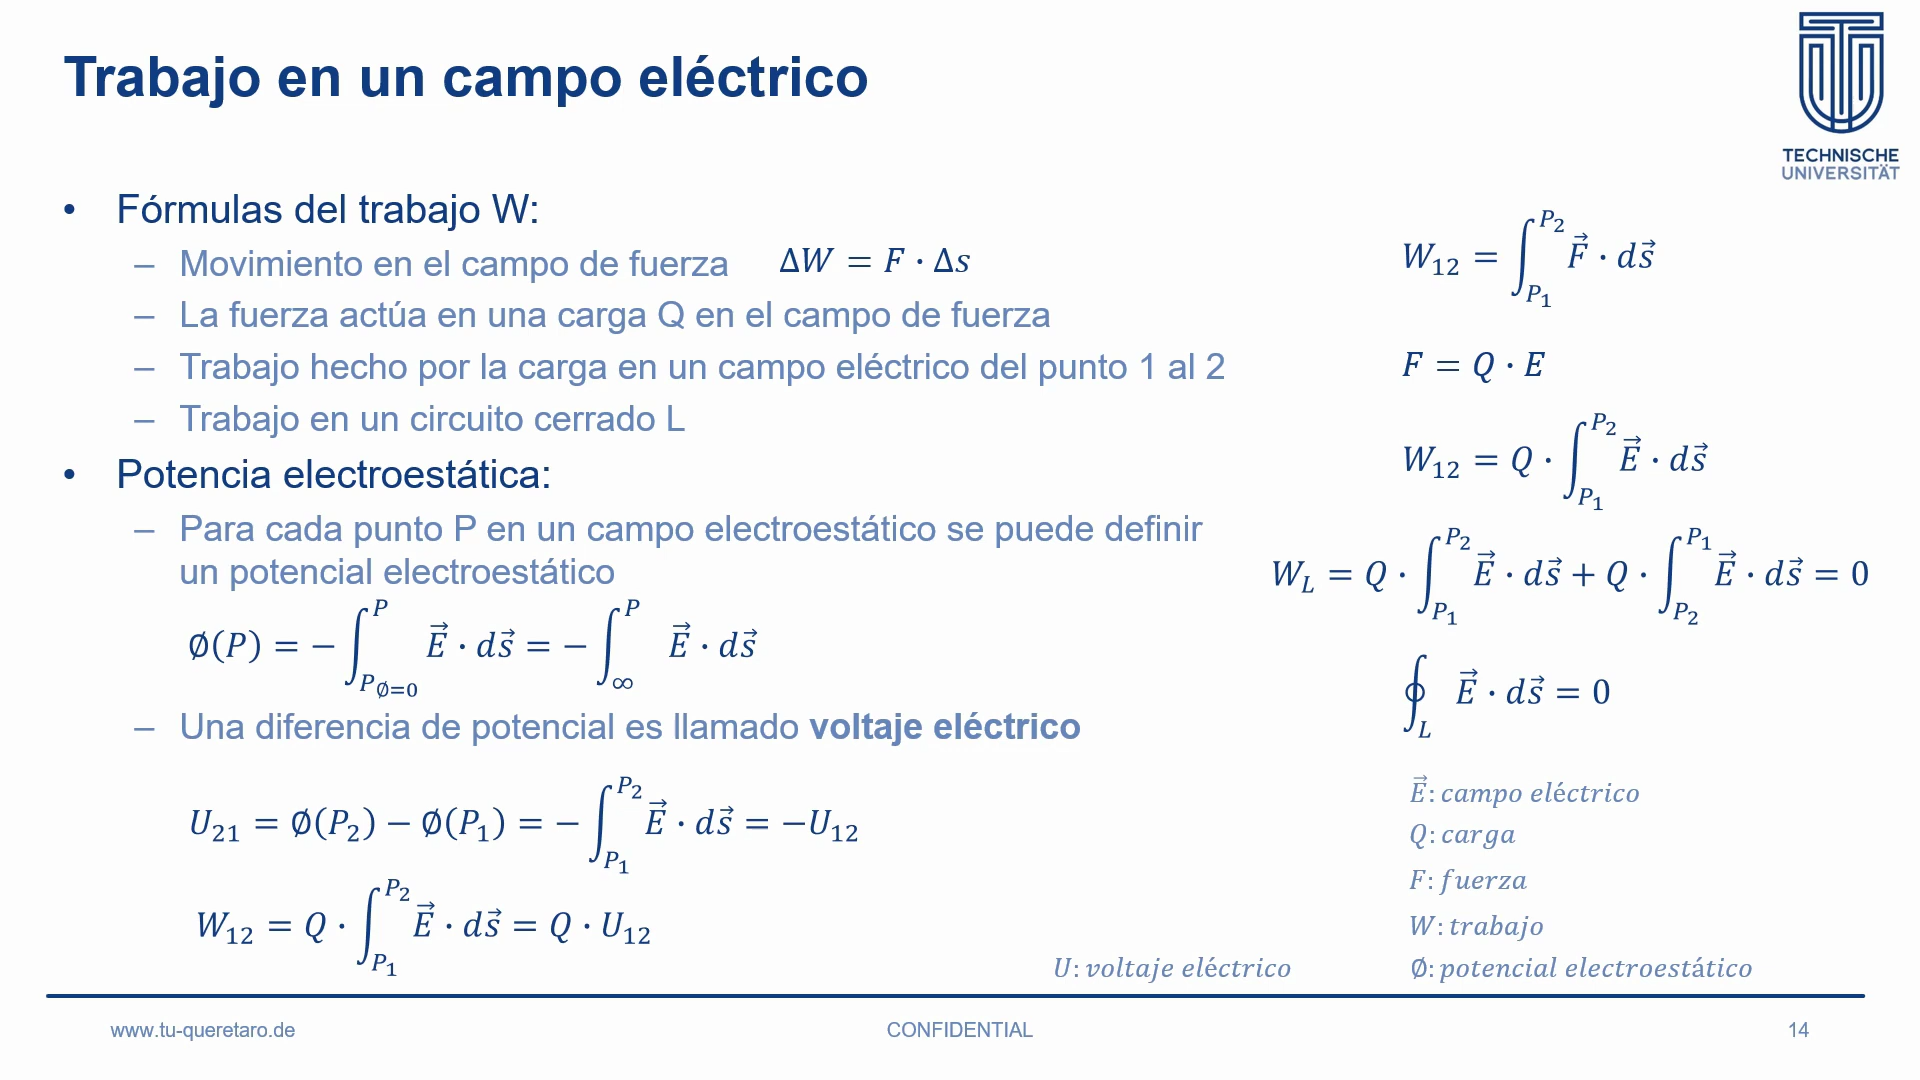 Trabajo en un campo eléctrico
TECHNISCHE
UNIVERSITÄT
• Fórmulas del trabajo W:
– Movimiento en el campo de fuerza ΔW = F · Δs
– La fuerza actúa en una carga Q en el campo de fuerza
– Trabajo hecho por la carga en un campo eléctrico del punto 1 al 2
– Trabajo en un circuito cerrado L
• Potencia electroestática:
– Para cada punto P en un campo electroestático se puede definir
un potencial electroestático
∅(P) = −∫_{P_{∅=0}}^{P} E⃗ · ds⃗ = −∫_{∞}^{P} E⃗ · ds⃗
– Una diferencia de potencial es llamado voltaje eléctrico
U₂₁ = ∅(P₂) − ∅(P₁) = −∫_{P₁}^{P₂} E⃗ · ds⃗ = −U₁₂
W₁₂ = Q · ∫_{P₁}^{P₂} E⃗ · ds⃗ = Q · U₁₂
W₁₂ = ∫_{P₁}^{P₂} F⃗ · ds⃗
F = Q · E
W₁₂ = Q · ∫_{P₁}^{P₂} E⃗ · ds⃗
W_L = Q · ∫_{P₁}^{P₂} E⃗ · ds⃗ + Q · ∫_{P₂}^{P₁} E⃗ · ds⃗ = 0
∮_L E⃗ · ds⃗ = 0
E⃗: campo eléctrico
Q: carga
F: fuerza
W: trabajo
U: voltaje eléctrico
∅: potencial electroestático
www.tu-queretaro.de
CONFIDENTIAL
14